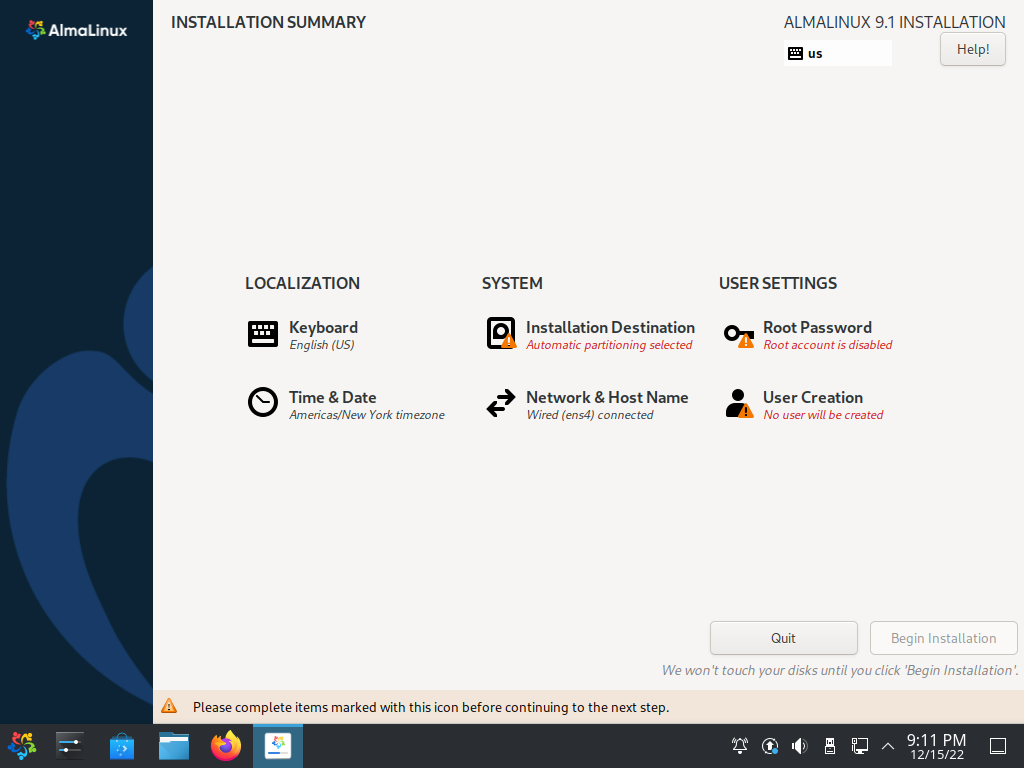 AlmaLinux
INSTALLATION SUMMARY
ALMALINUX 9.1 INSTALLATION
us
Help!
LOCALIZATION
Keyboard
English (US)
Time & Date
Americas/New York timezone
SYSTEM
Installation Destination
Automatic partitioning selected
Network & Host Name
Wired (ens4) connected
USER SETTINGS
Root Password
Root account is disabled
User Creation
No user will be created
Quit
Begin Installation
We won't touch your disks until you click 'Begin Installation'.
Please complete items marked with this icon before continuing to the next step.
9:11 PM
12/15/22